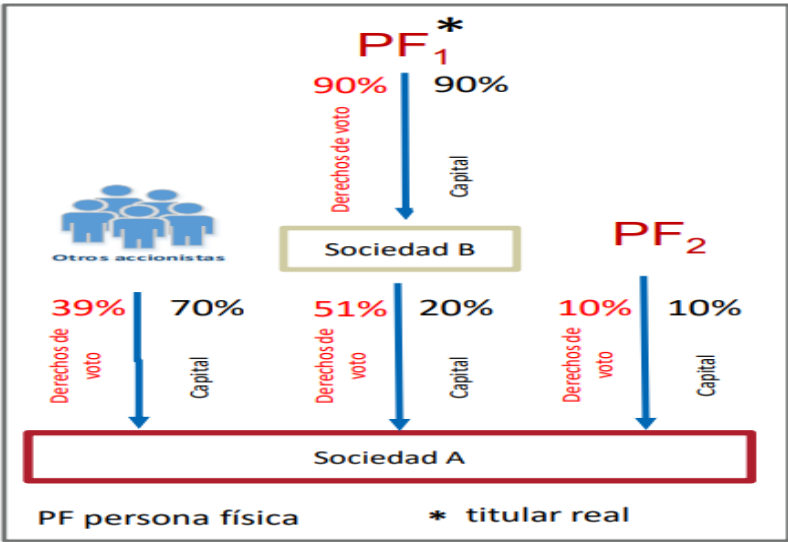 PF1*
90% 90%
Derechos de voto
Capital
Otros accionistas
Sociedad B
PF2
39% 70%
Derechos de
voto
Capital
51% 20%
Derechos de
voto
Capital
10% 10%
Derechos de
voto
Capital
Sociedad A
PF persona física * titular real